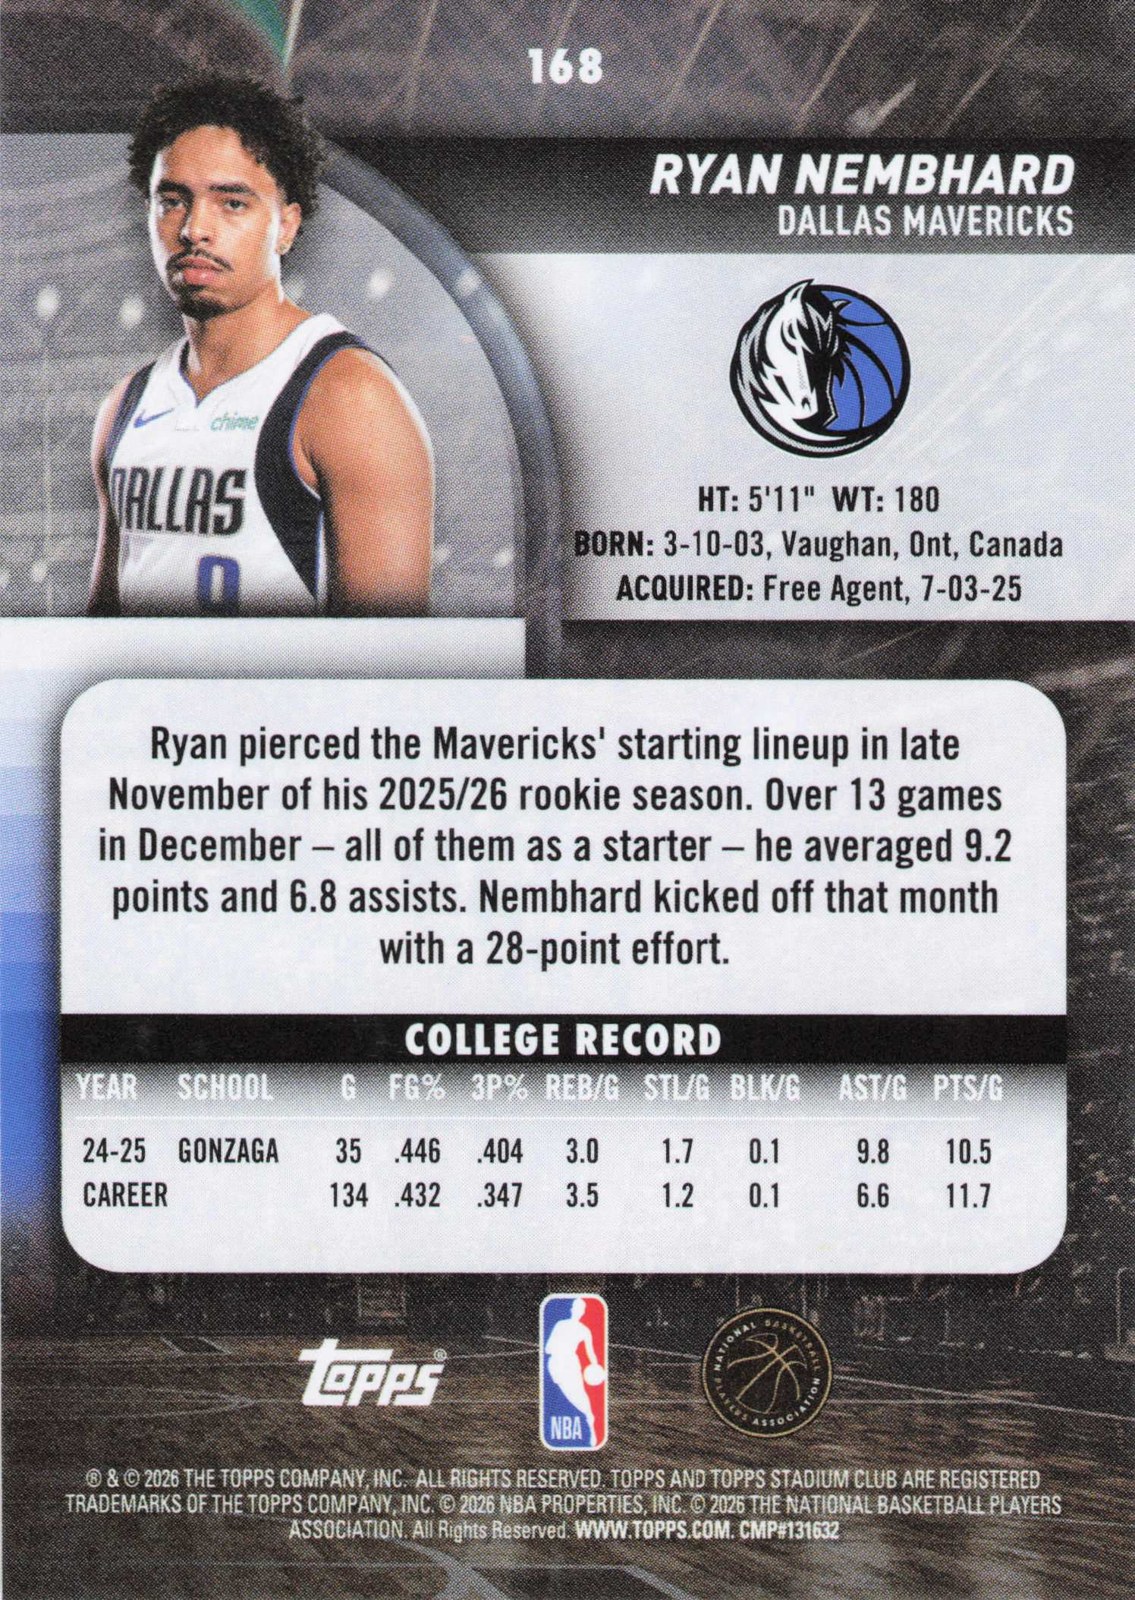 168
RYAN NEMBHARD
DALLAS MAVERICKS
chime
DALLAS
HT: 5'11" WT: 180
BORN: 3-10-03, Vaughan, Ont, Canada
ACQUIRED: Free Agent, 7-03-25
Ryan pierced the Mavericks' starting lineup in late
November of his 2025/26 rookie season. Over 13 games
in December – all of them as a starter – he averaged 9.2
points and 6.8 assists. Nembhard kicked off that month
with a 28-point effort.
COLLEGE RECORD
YEAR SCHOOL G FG% 3P% REB/G STL/G BLK/G AST/G PTS/G
24-25 GONZAGA 35 .446 .404 3.0 1.7 0.1 9.8 10.5
CAREER 134 .432 .347 3.5 1.2 0.1 6.6 11.7
Topps®
NBA
NATIONAL BASKETBALL PLAYERS ASSOCIATION
® & © 2026 THE TOPPS COMPANY, INC. ALL RIGHTS RESERVED. TOPPS AND TOPPS STADIUM CLUB ARE REGISTERED
TRADEMARKS OF THE TOPPS COMPANY, INC. © 2026 NBA PROPERTIES, INC. © 2026 THE NATIONAL BASKETBALL PLAYERS
ASSOCIATION. All Rights Reserved. WWW.TOPPS.COM. CMP#131632